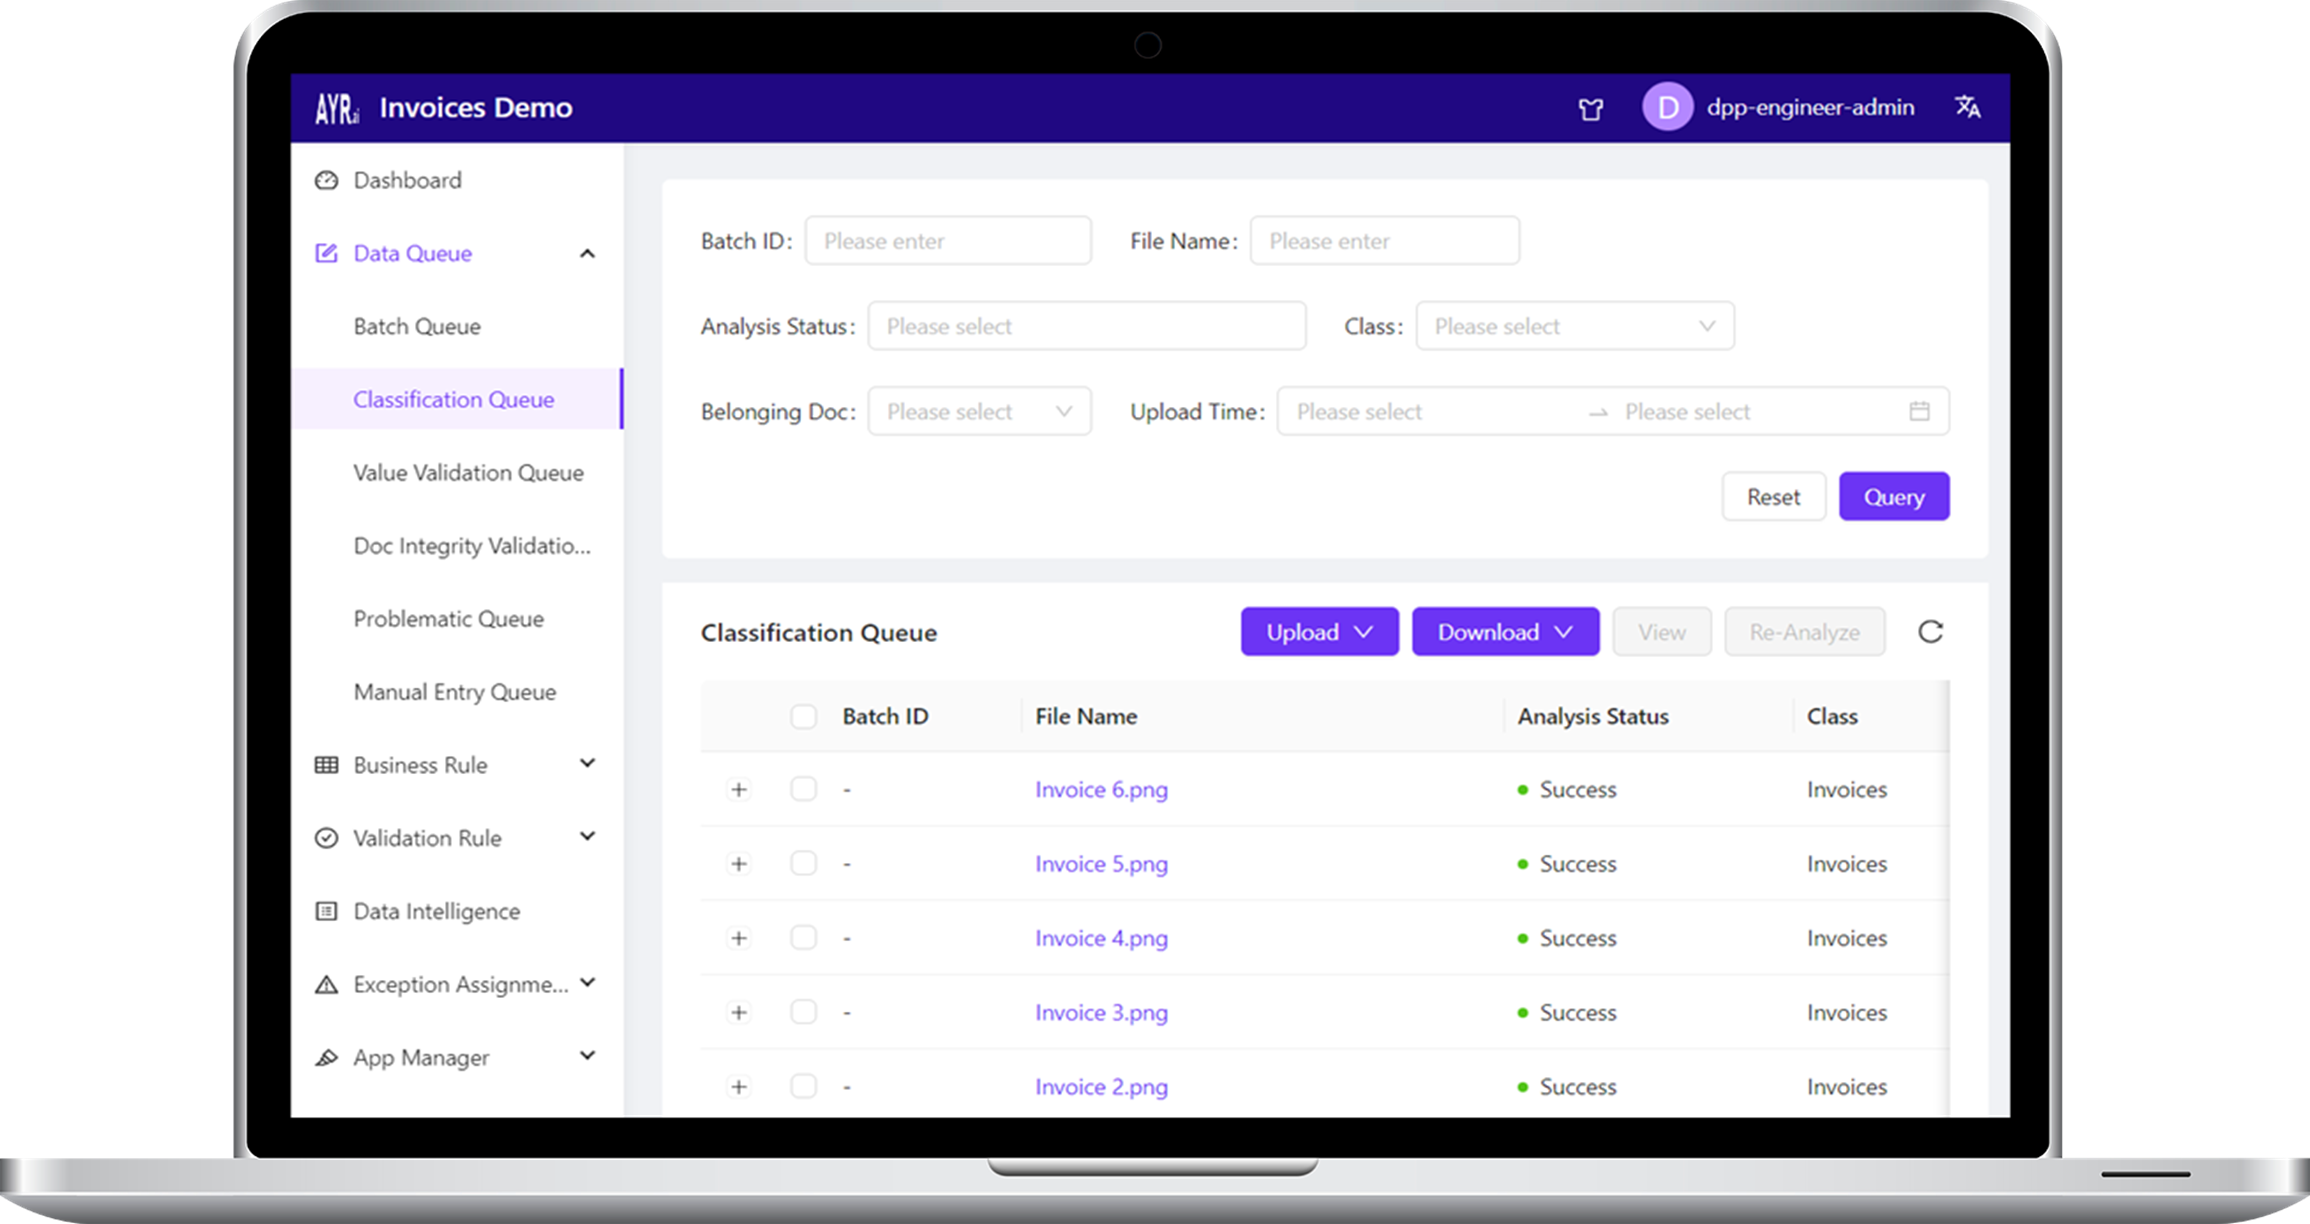 AYR.ai Invoices Demo
D dpp-engineer-admin
Dashboard
Data Queue
Batch Queue
Classification Queue
Value Validation Queue
Doc Integrity Validatio...
Problematic Queue
Manual Entry Queue
Business Rule
Validation Rule
Data Intelligence
Exception Assignme...
App Manager
Batch ID: Please enter File Name: Please enter
Analysis Status: Please select Class: Please select
Belonging Doc: Please select Upload Time: Please select → Please select
Reset Query
Classification Queue Upload Download View Re-Analyze
Batch ID File Name Analysis Status Class
- Invoice 6.png Success Invoices
- Invoice 5.png Success Invoices
- Invoice 4.png Success Invoices
- Invoice 3.png Success Invoices
- Invoice 2.png Success Invoices